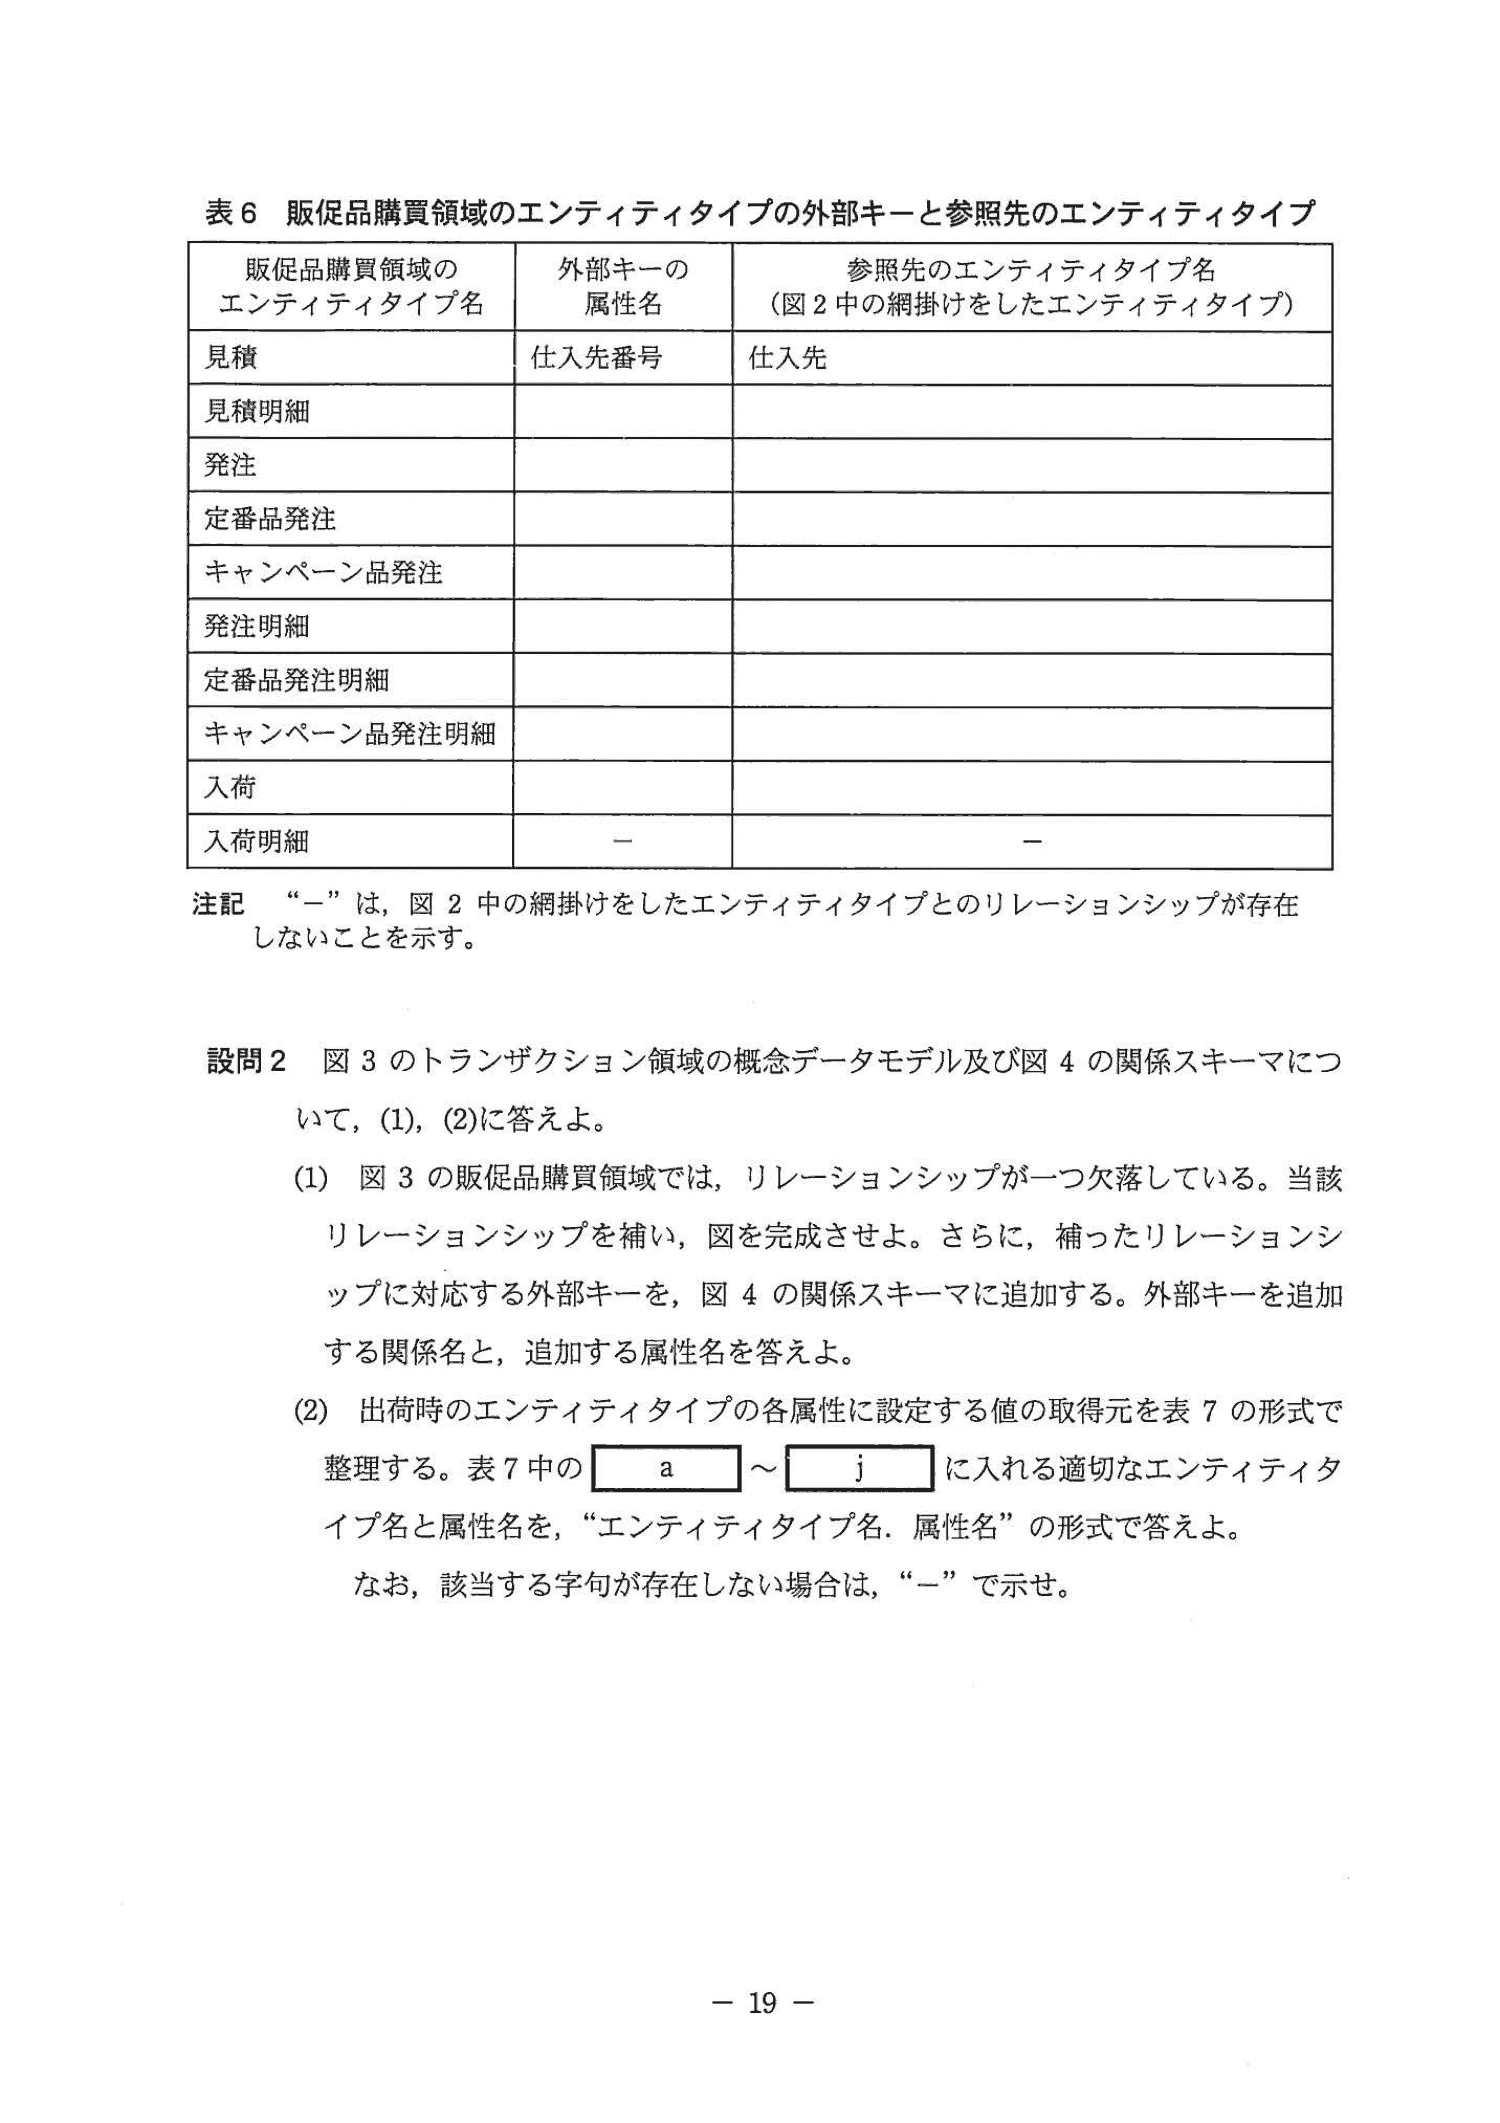 表6 販促品購買領域のエンティティタイプの外部キーと参照先のエンティティタイプ
販促品購買領域の
エンティティタイプ名
外部キーの
属性名
参照先のエンティティタイプ名
（図2中の網掛けをしたエンティティタイプ）
見積 仕入先番号 仕入先
見積明細
発注
定番品発注
キャンペーン品発注
発注明細
定番品発注明細
キャンペーン品発注明細
入荷
入荷明細 － －
注記 “－”は，図 2 中の網掛けをしたエンティティタイプとのリレーションシップが存在
しないことを示す。
設問2 図 3 のトランザクション領域の概念データモデル及び図 4 の関係スキーマにつ
いて，(1)，(2)に答えよ。
(1) 図 3 の販促品購買領域では，リレーションシップが一つ欠落している。当該
リレーションシップを補い，図を完成させよ。さらに，補ったリレーションシ
ップに対応する外部キーを，図 4 の関係スキーマに追加する。外部キーを追加
する関係名と，追加する属性名を答えよ。
(2) 出荷時のエンティティタイプの各属性に設定する値の取得元を表 7 の形式で
整理する。表7中の a ～ j に入れる適切なエンティティタ
イプ名と属性名を，“エンティティタイプ名．属性名”の形式で答えよ。
なお，該当する字句が存在しない場合は，“－”で示せ。
－ 19 －